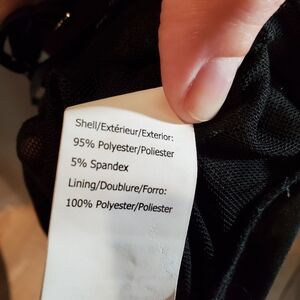 Shell/Extérieur/Exterior:
95% Polyester/Poliester
5% Spandex
Lining/Doublure/Forro:
100% Polyester/Poliester